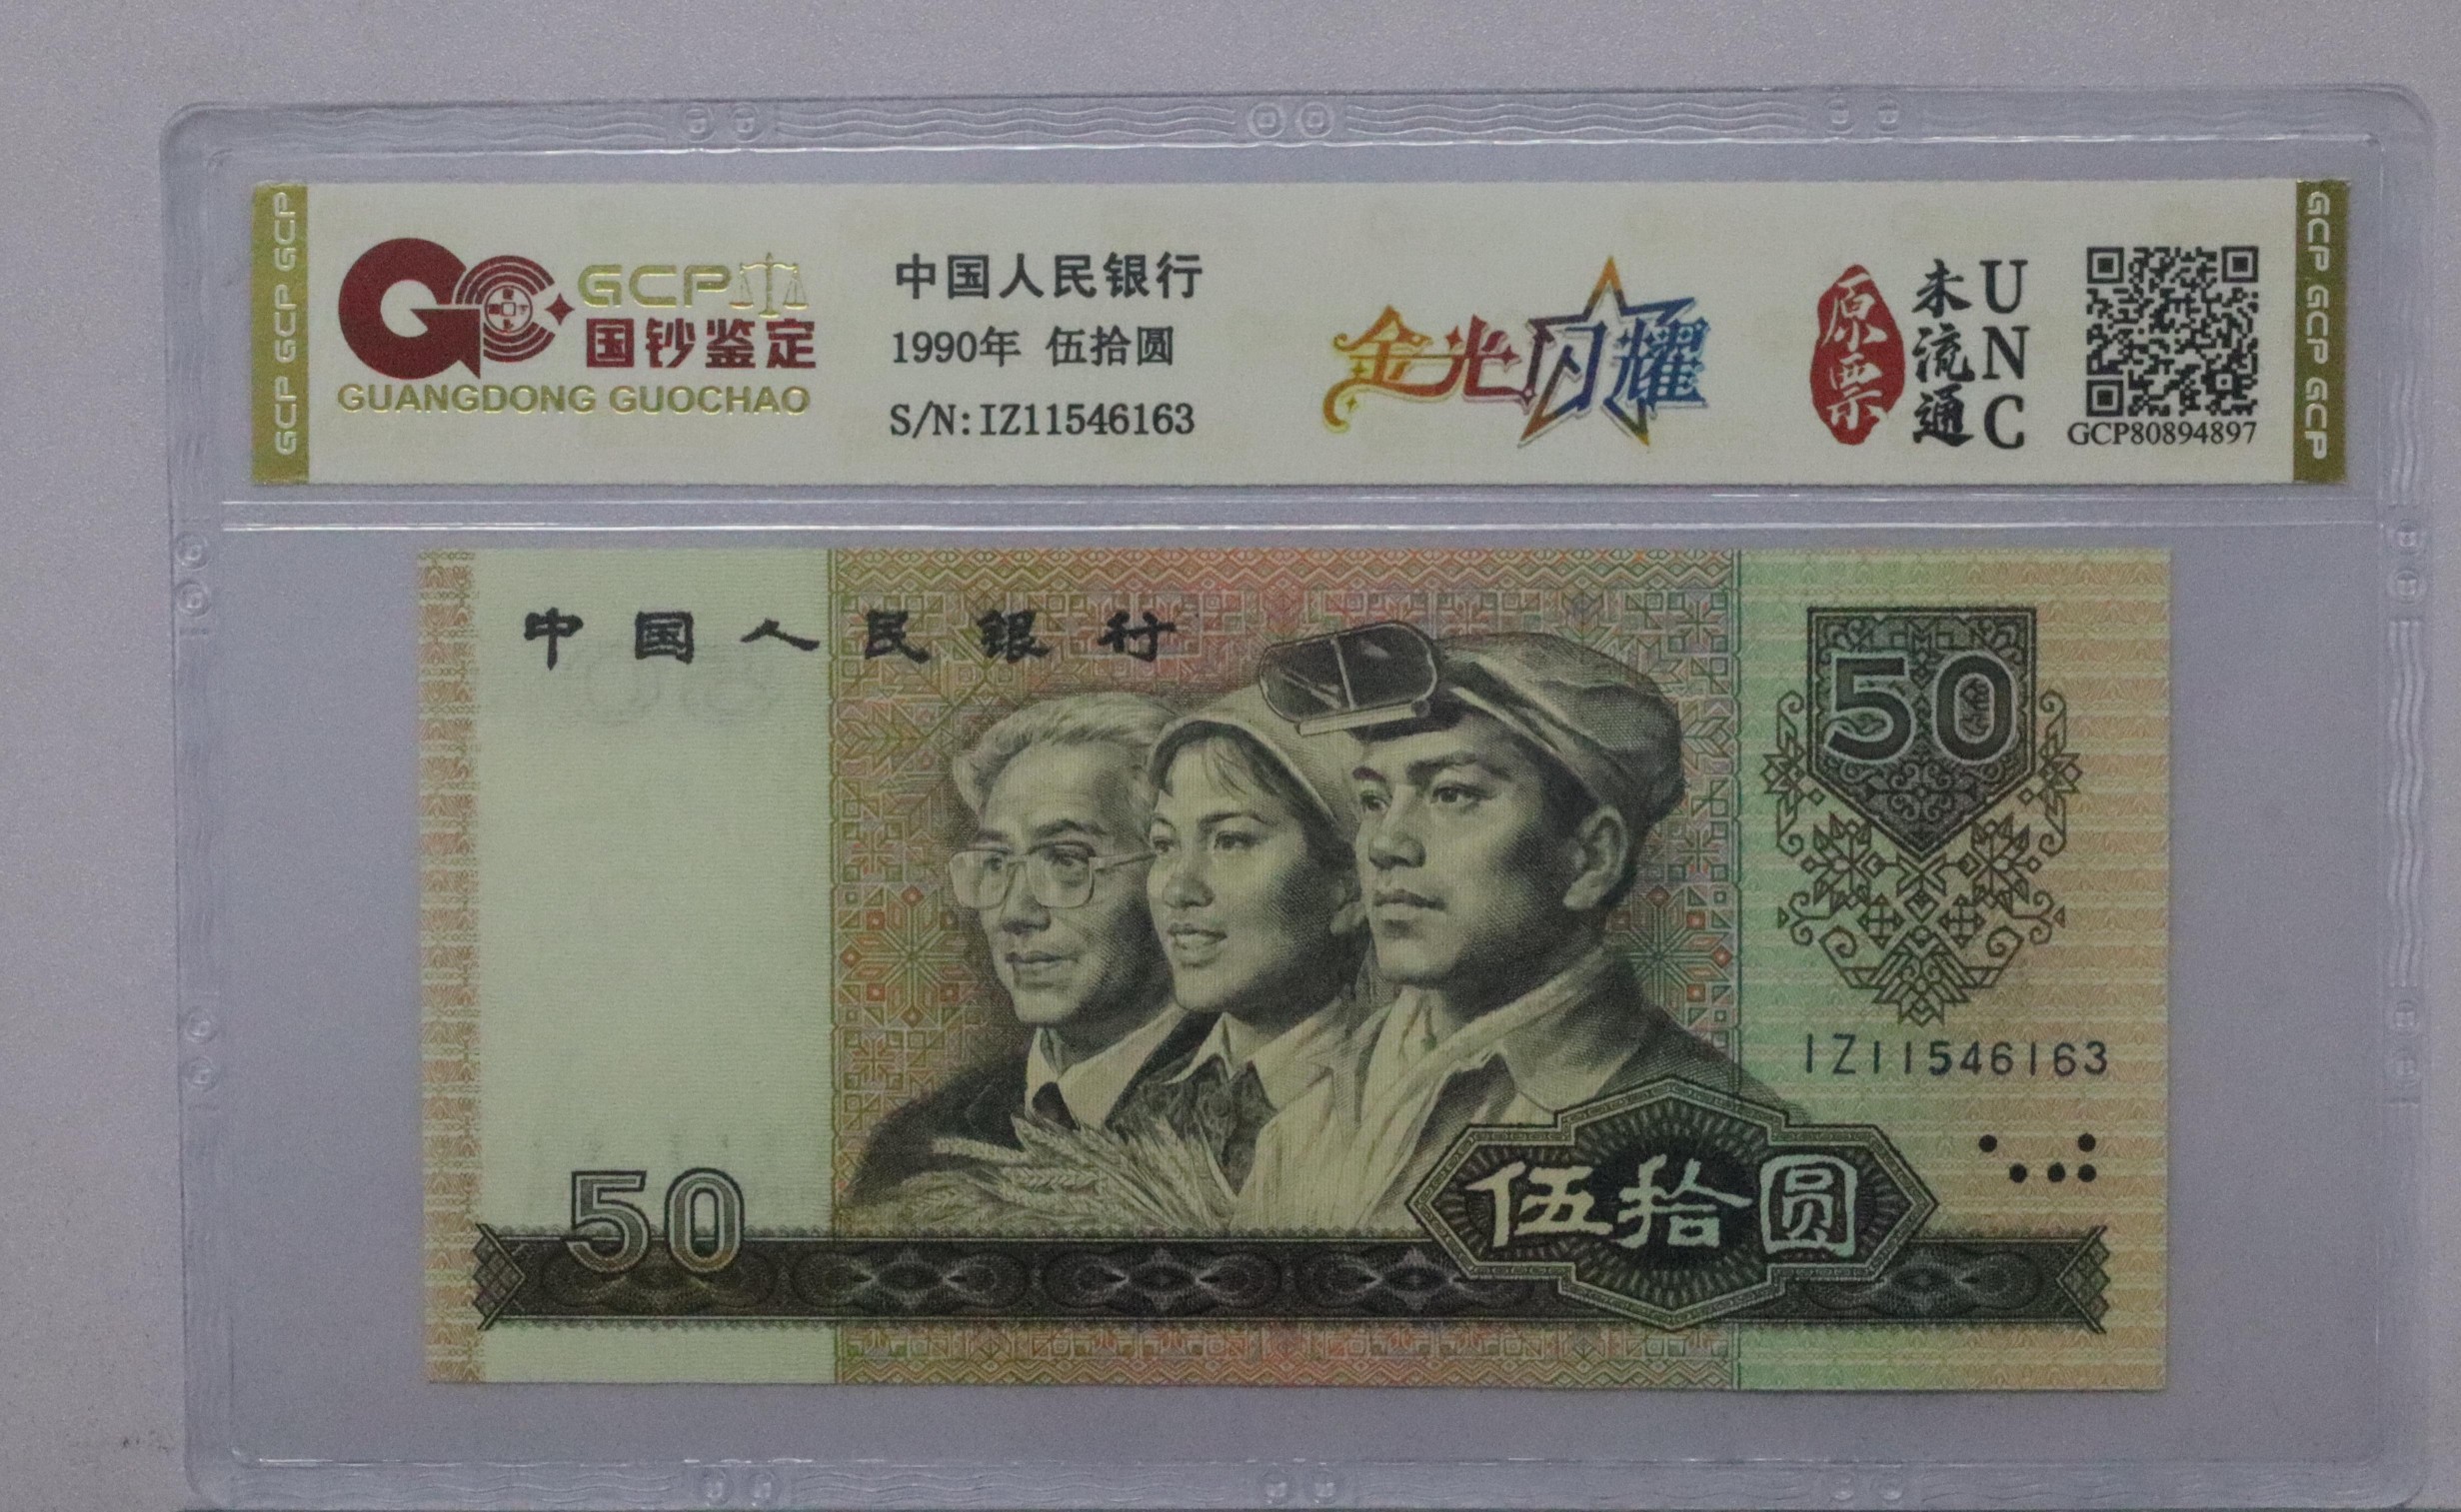 GCP GCP GCP
GCP
国钞鉴定
GUANGDONG GUOCHAO
中国人民银行
1990年 伍拾圆
S/N:IZ11546163
金光闪耀
原票
未流通
UNC
GCP80894897
GCP GCP GCP
中国人民银行
50
IZ11546163
50
伍拾圆